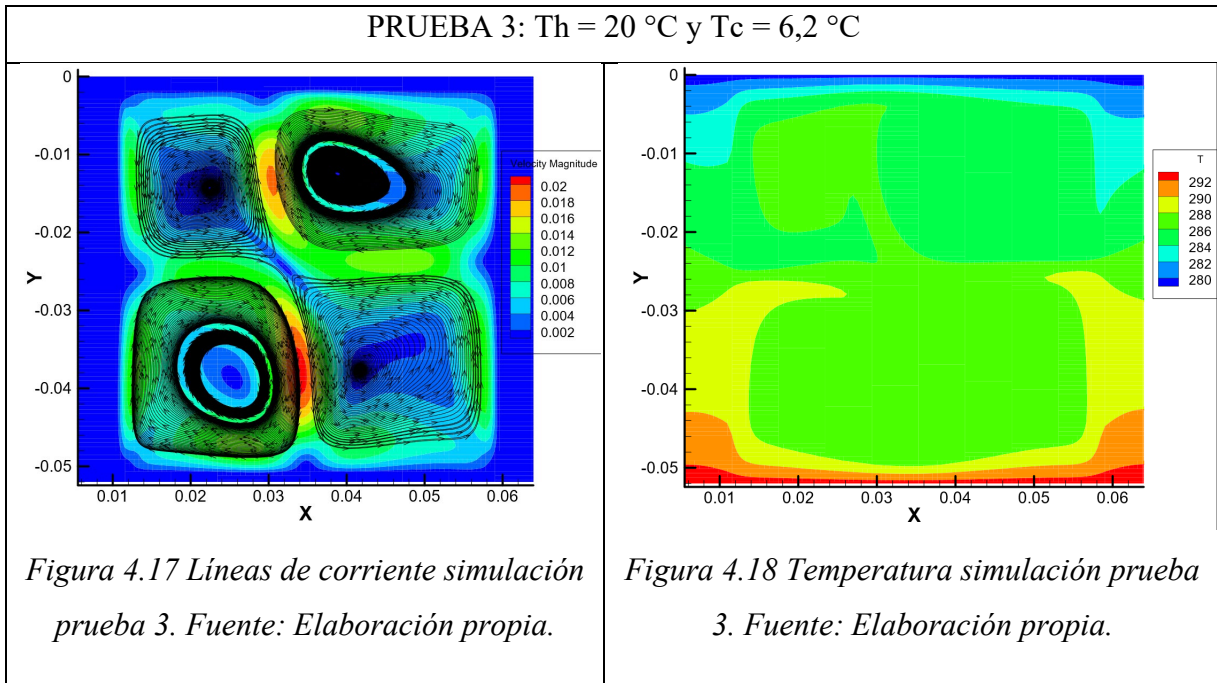 PRUEBA 3: Th = 20 °C y Tc = 6,2 °C
0
-0.01
-0.02
-0.03
-0.04
-0.05
Y
0.01 0.02 0.03 0.04 0.05 0.06
X
Velocity Magnitude
0.02
0.018
0.016
0.014
0.012
0.01
0.008
0.006
0.004
0.002
0
-0.01
-0.02
-0.03
-0.04
-0.05
Y
0.01 0.02 0.03 0.04 0.05 0.06
X
T
292
290
288
286
284
282
280
Figura 4.17 Líneas de corriente simulación
prueba 3. Fuente: Elaboración propia.
Figura 4.18 Temperatura simulación prueba
3. Fuente: Elaboración propia.